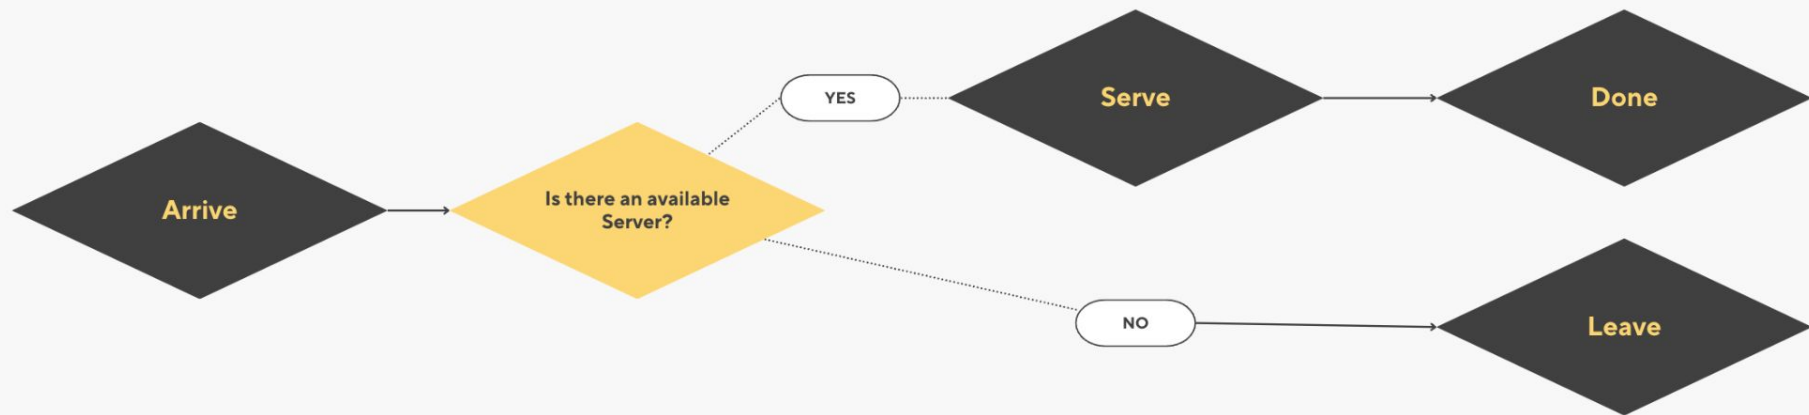 Arrive
Is there an available
Server?
YES
Serve
Done
NO
Leave